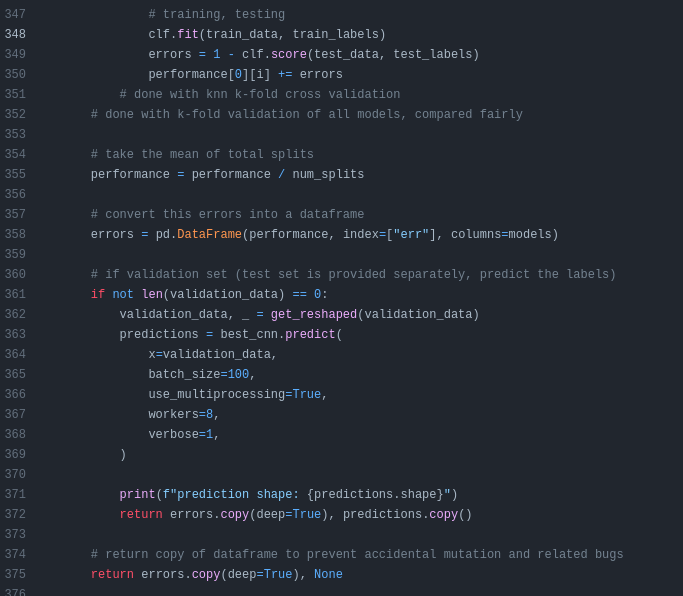 347                 # training, testing
348                 clf.fit(train_data, train_labels)
349                 errors = 1 - clf.score(test_data, test_labels)
350                 performance[0][i] += errors
351             # done with knn k-fold cross validation
352         # done with k-fold validation of all models, compared fairly
353
354         # take the mean of total splits
355         performance = performance / num_splits
356
357         # convert this errors into a dataframe
358         errors = pd.DataFrame(performance, index=["err"], columns=models)
359
360         # if validation set (test set is provided separately, predict the labels)
361         if not len(validation_data) == 0:
362             validation_data, _ = get_reshaped(validation_data)
363             predictions = best_cnn.predict(
364                 x=validation_data,
365                 batch_size=100,
366                 use_multiprocessing=True,
367                 workers=8,
368                 verbose=1,
369             )
370
371             print(f"prediction shape: {predictions.shape}")
372             return errors.copy(deep=True), predictions.copy()
373
374         # return copy of dataframe to prevent accidental mutation and related bugs
375         return errors.copy(deep=True), None
376